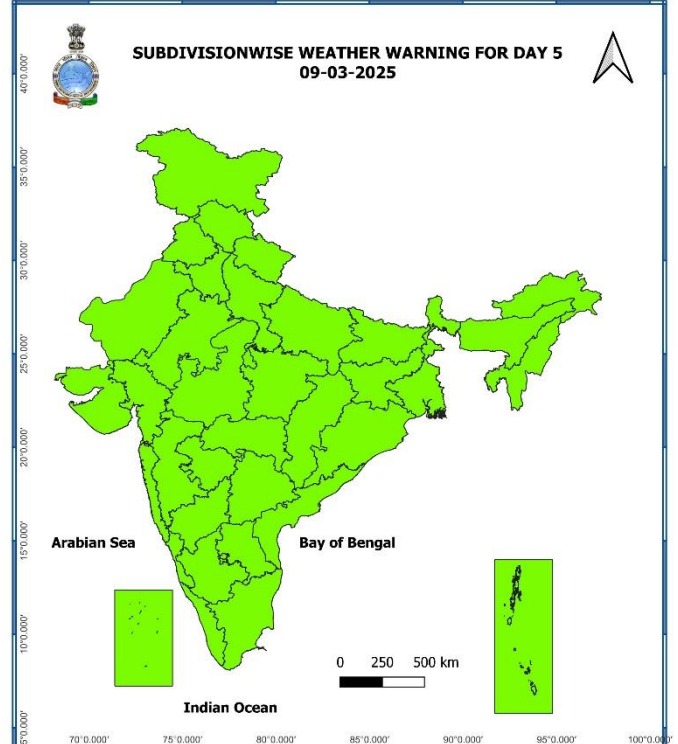 SUBDIVISIONWISE WEATHER WARNING FOR DAY 5
09-03-2025
40°0.000'
35°0.000'
30°0.000'
25°0.000'
20°0.000'
15°0.000'
10°0.000'
5°0.000'
Arabian Sea
Bay of Bengal
0 250 500 km
Indian Ocean
70°0.000' 75°0.000' 80°0.000' 85°0.000' 90°0.000' 95°0.000' 100°0.000'